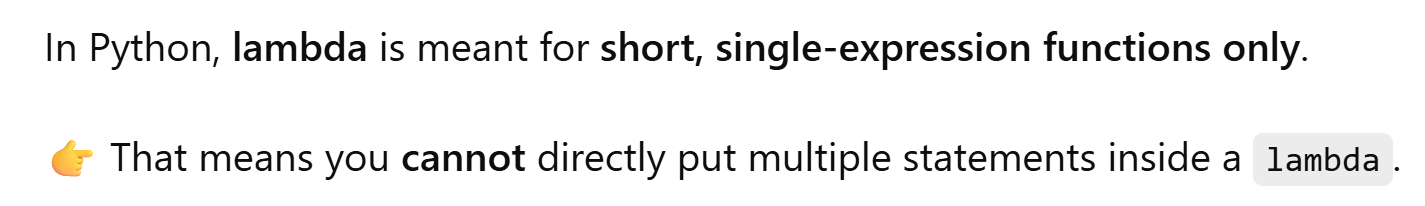 In Python, lambda is meant for short, single-expression functions only.
👉 That means you cannot directly put multiple statements inside a lambda.